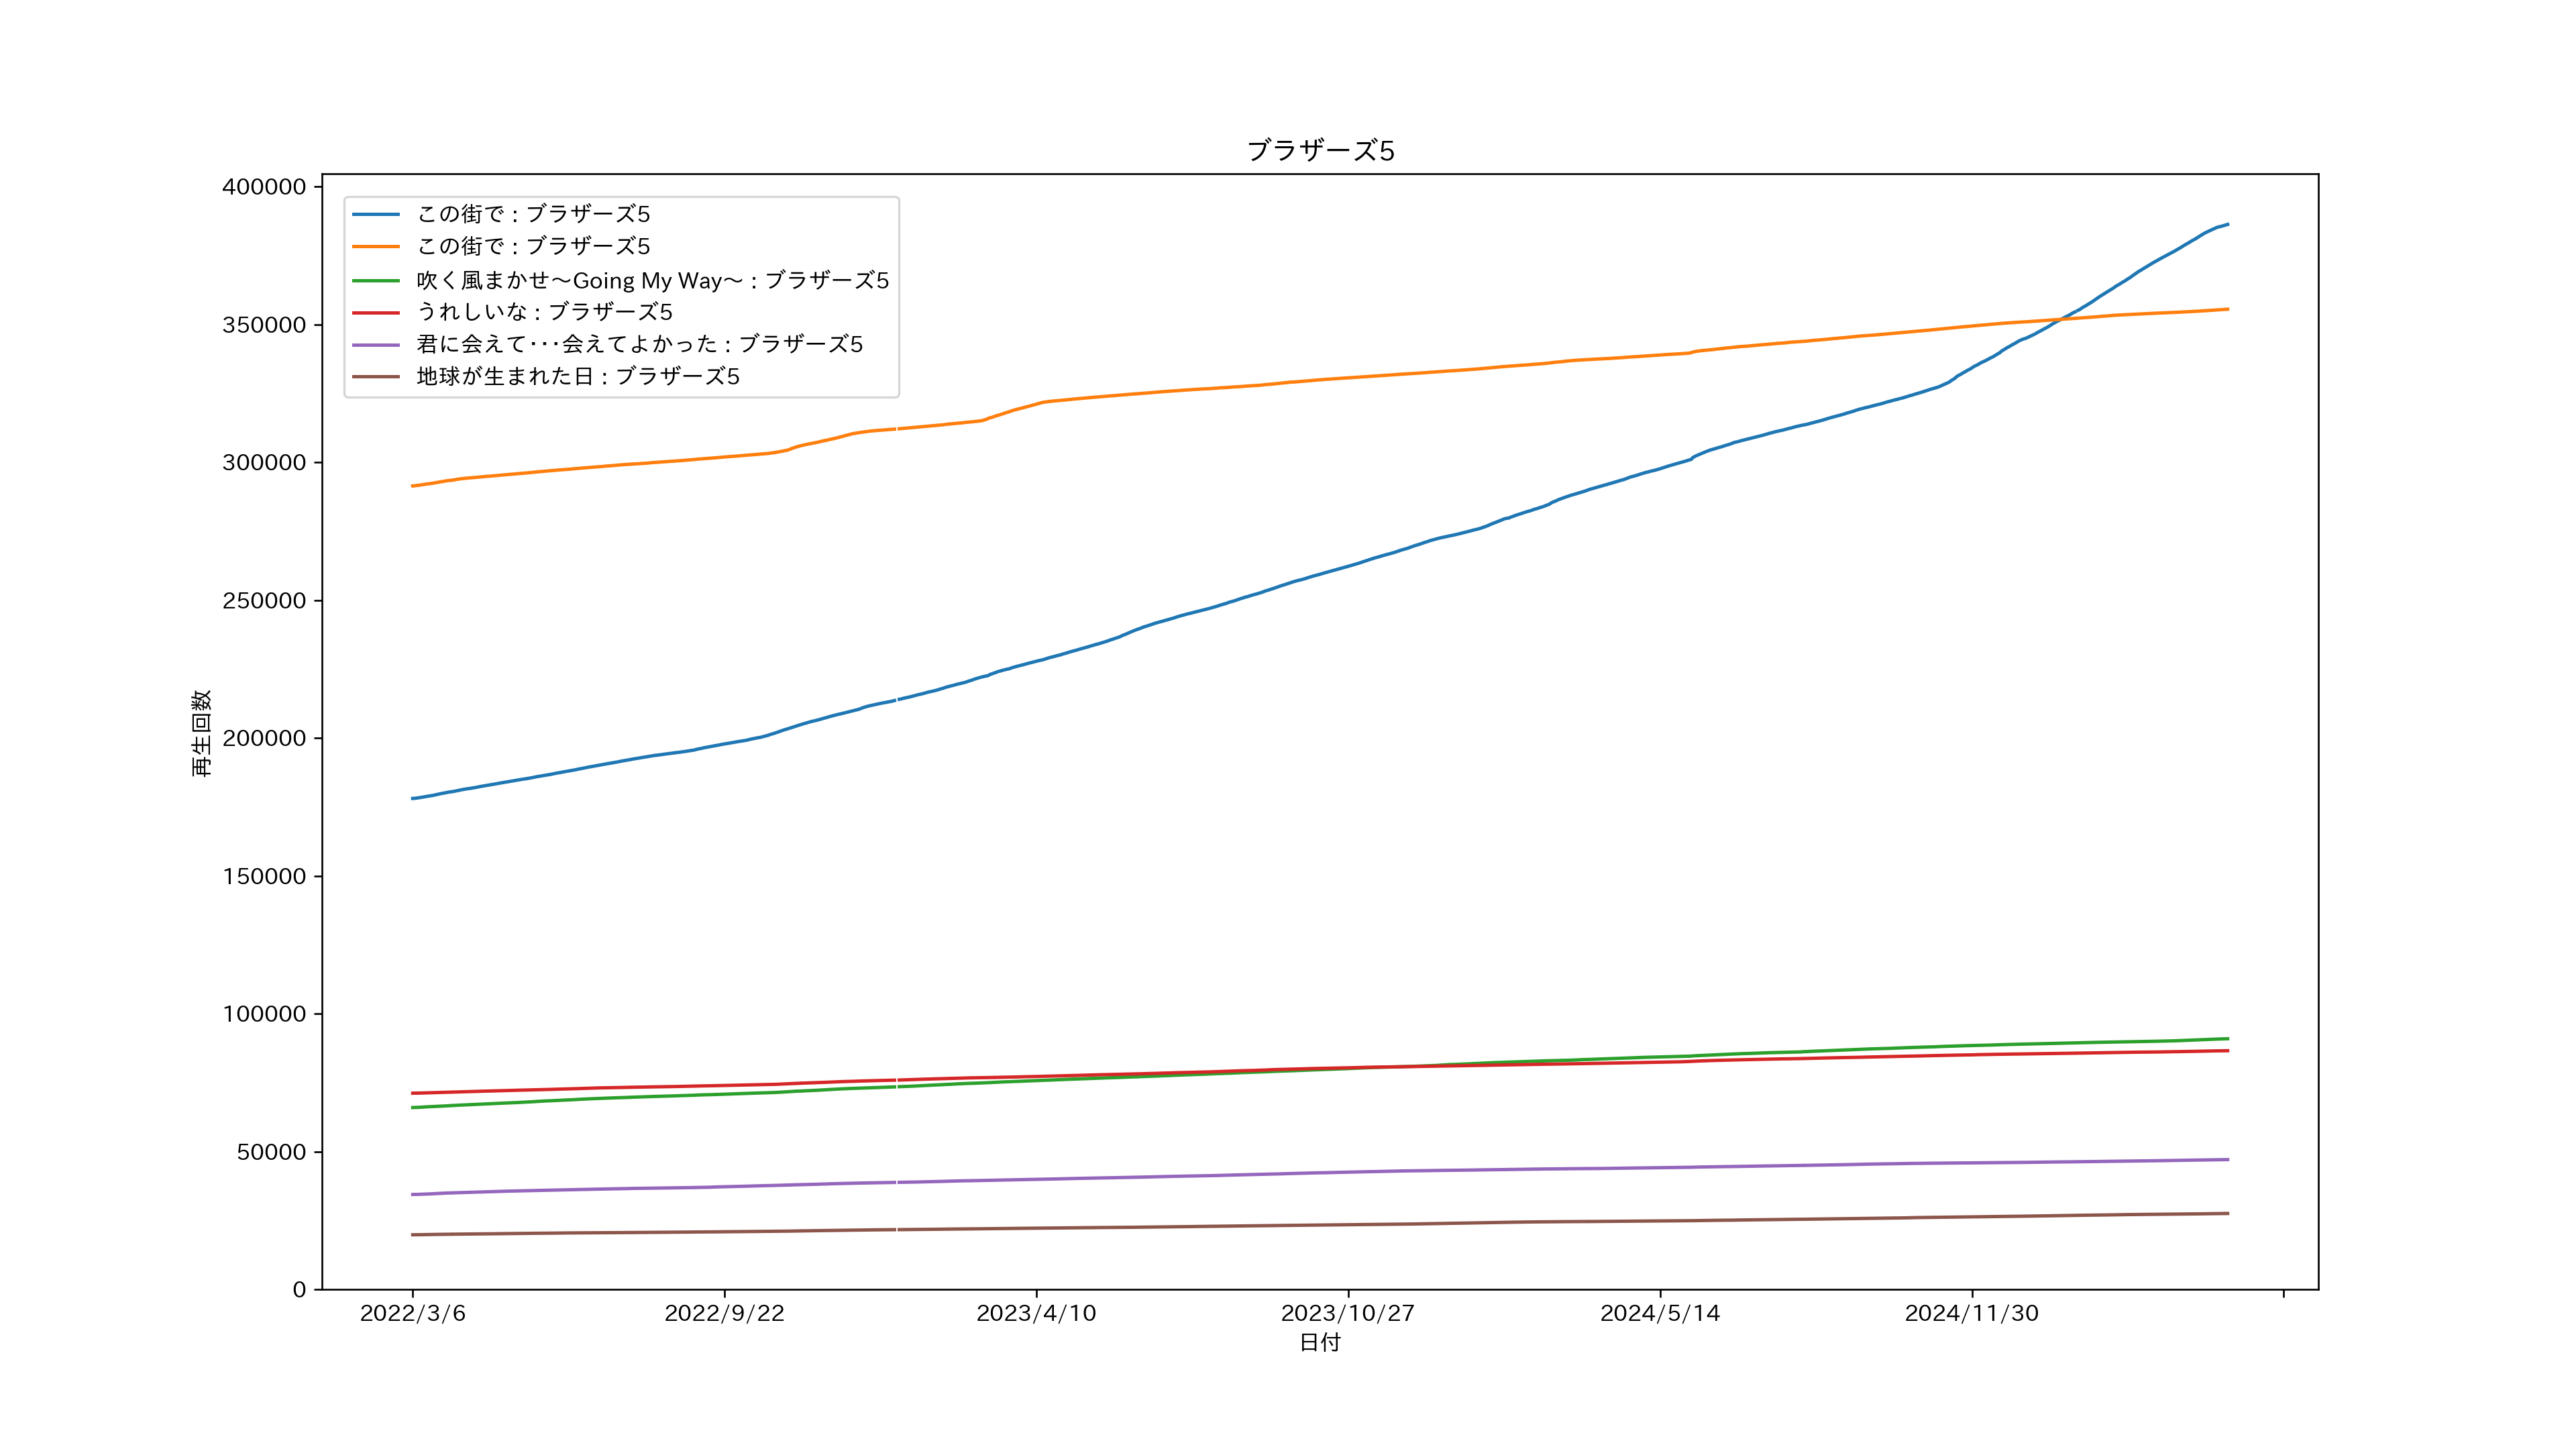 ブラザーズ5
400000
350000
300000
250000
200000
150000
100000
50000
0
再生回数
この街で : ブラザーズ5
この街で : ブラザーズ5
吹く風まかせ～Going My Way～ : ブラザーズ5
うれしいな : ブラザーズ5
君に会えて･･･会えてよかった : ブラザーズ5
地球が生まれた日 : ブラザーズ5
2022/3/6
2022/9/22
2023/4/10
2023/10/27
2024/5/14
2024/11/30
日付